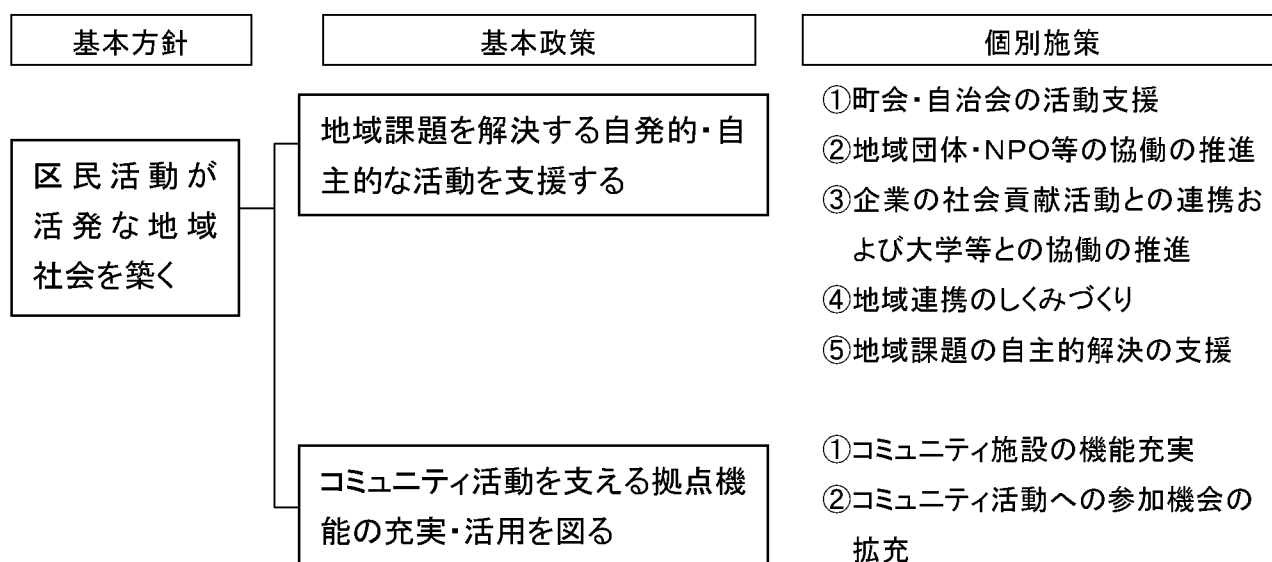 基本方針
基本政策
個別施策
区民活動が
活発な地域
社会を築く
地域課題を解決する自発的・自
主的な活動を支援する
①町会・自治会の活動支援
②地域団体・NPO等の協働の推進
③企業の社会貢献活動との連携お
よび大学等との協働の推進
④地域連携のしくみづくり
⑤地域課題の自主的解決の支援
コミュニティ活動を支える拠点機
能の充実・活用を図る
①コミュニティ施設の機能充実
②コミュニティ活動への参加機会の
拡充